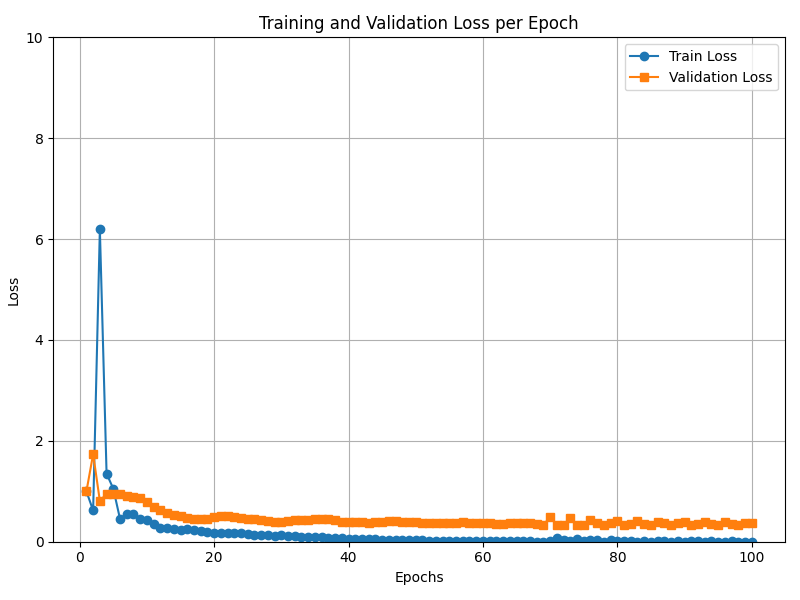 Training and Validation Loss per Epoch
Train Loss
Validation Loss
10
8
6
4
2
0
Loss
0 20 40 60 80 100
Epochs